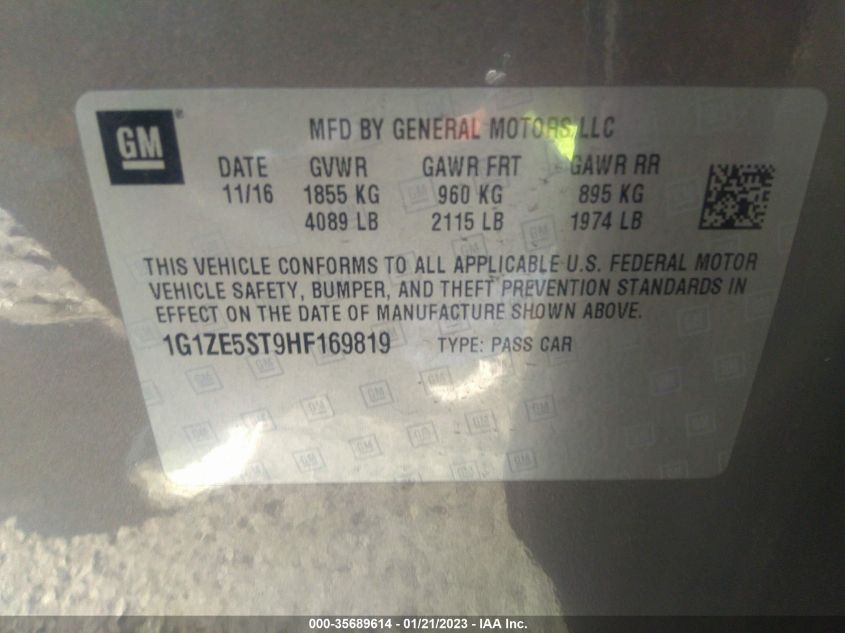 GM®
MFD BY GENERAL MOTORS LLC
DATE GVWR GAWR FRT GAWR RR
11/16 1855 KG 960 KG 895 KG
4089 LB 2115 LB 1974 LB
THIS VEHICLE CONFORMS TO ALL APPLICABLE U.S. FEDERAL MOTOR
VEHICLE SAFETY, BUMPER, AND THEFT PREVENTION STANDARDS IN
EFFECT ON THE DATE OF MANUFACTURE SHOWN ABOVE.
1G1ZE5ST9HF169819 TYPE: PASS CAR
000-35689614 - 01/21/2023 - IAA Inc.